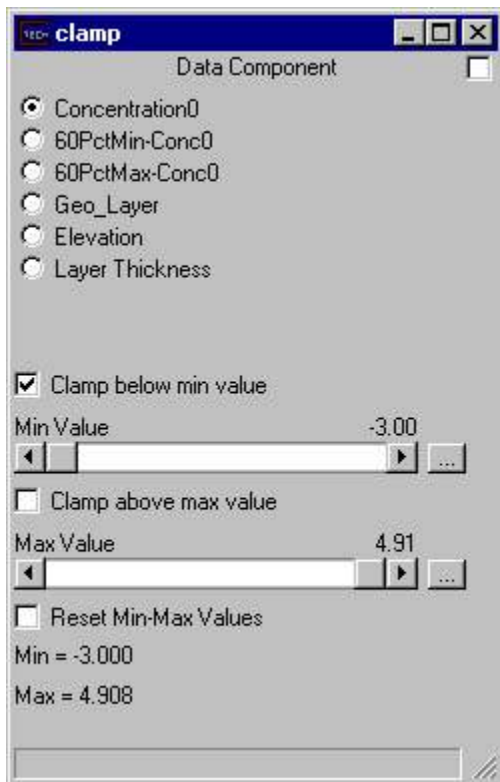 clamp
Data Component
Concentration0
60PctMin-Conc0
60PctMax-Conc0
Geo_Layer
Elevation
Layer Thickness
Clamp below min value
Min Value -3.00
...
Clamp above max value
Max Value 4.91
...
Reset Min-Max Values
Min = -3.000
Max = 4.908